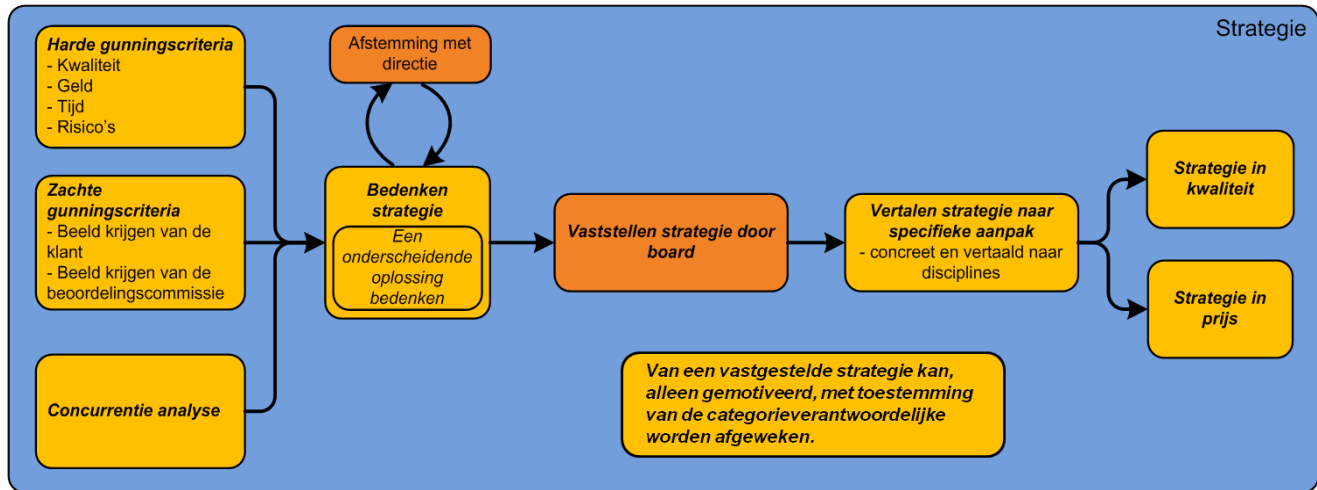 Strategie
Harde gunningscriteria
- Kwaliteit
- Geld
- Tijd
- Risico's
Zachte
gunningscriteria
- Beeld krijgen van de
klant
- Beeld krijgen van de
beoordelingscommissie
Concurrentie analyse
Afstemming met
directie
Bedenken
strategie
Een
onderscheidende
oplossing
bedenken
Vaststellen strategie door
board
Vertalen strategie naar
specifieke aanpak
- concreet en vertaald naar
disciplines
Strategie in
kwaliteit
Strategie in
prijs
Van een vastgestelde strategie kan,
alleen gemotiveerd, met toestemming
van de categorieverantwoordelijke
worden afgeweken.